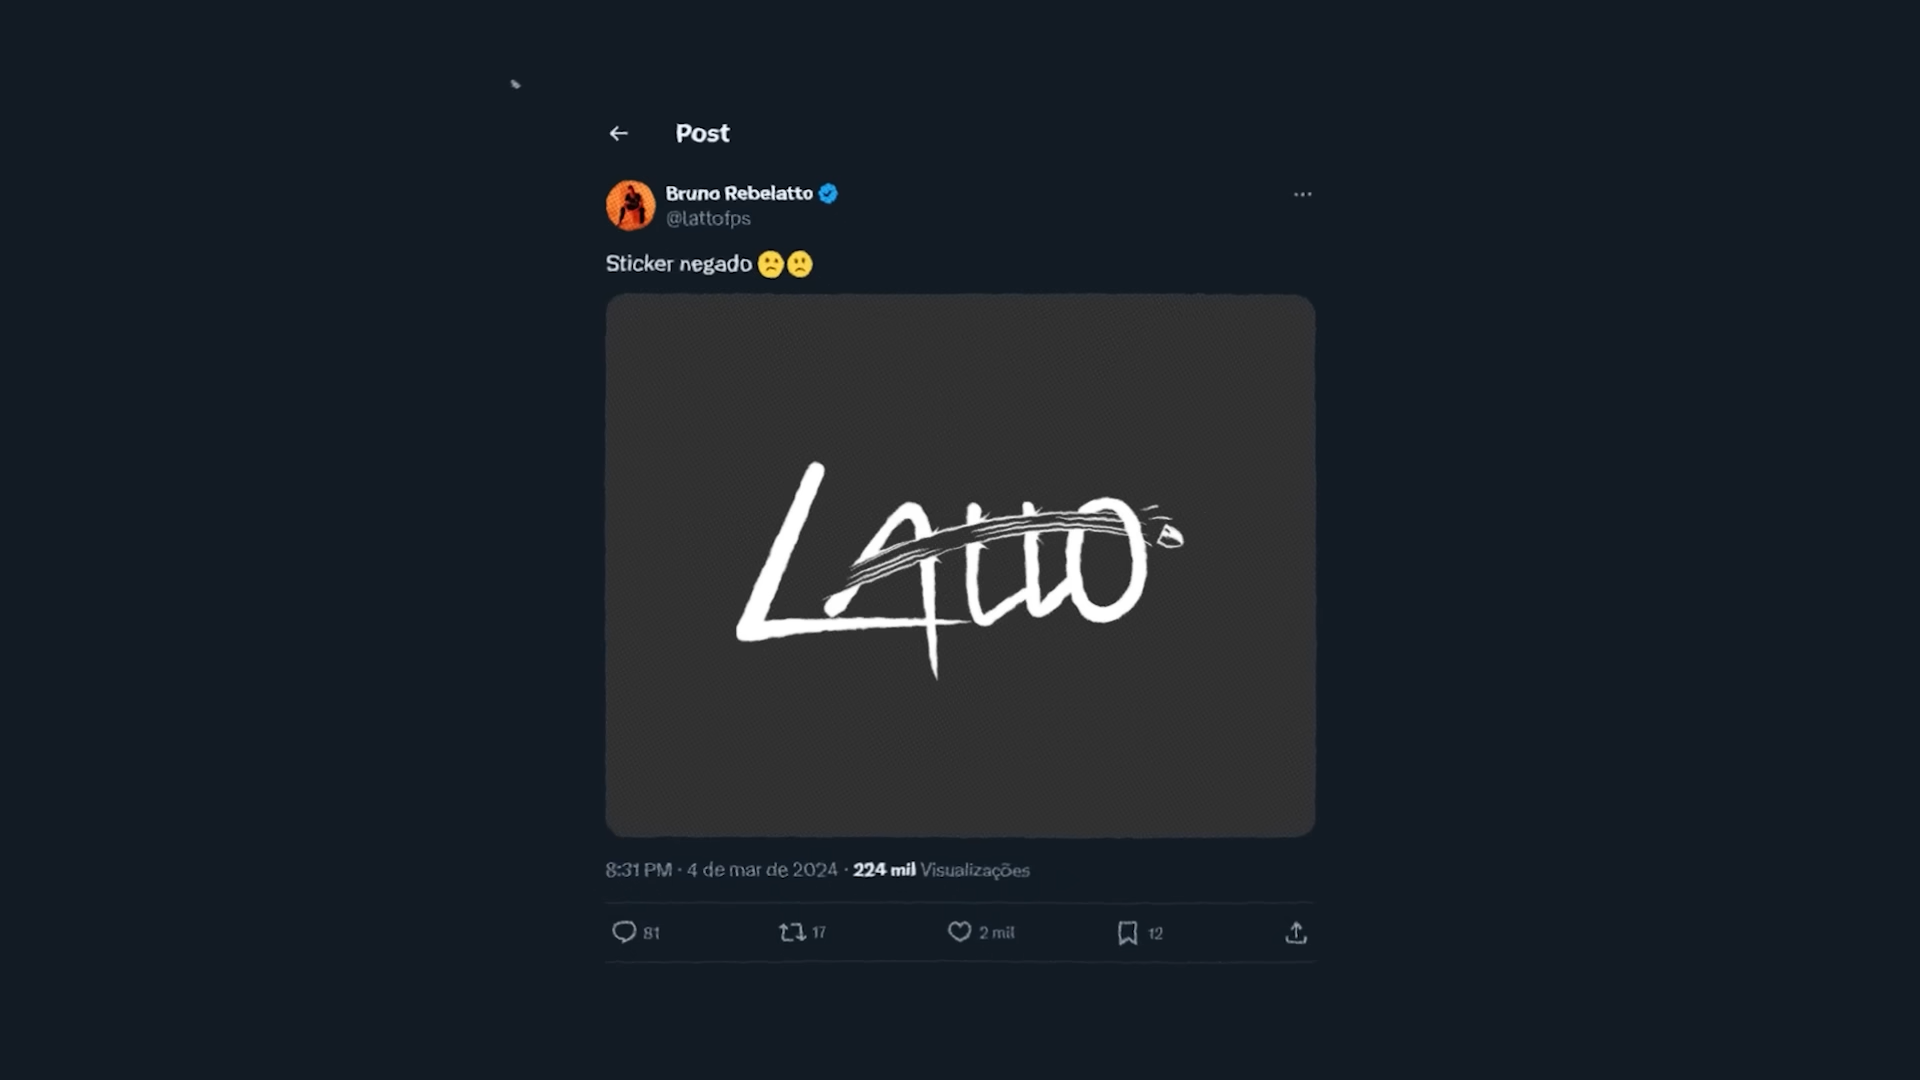 Post
Bruno Rebelatto
@lattofps
Sticker negado 🙁🙁
LATTO
8:31 PM · 4 de mar de 2024 · 224 mil Visualizações
81 17 2 mil 12